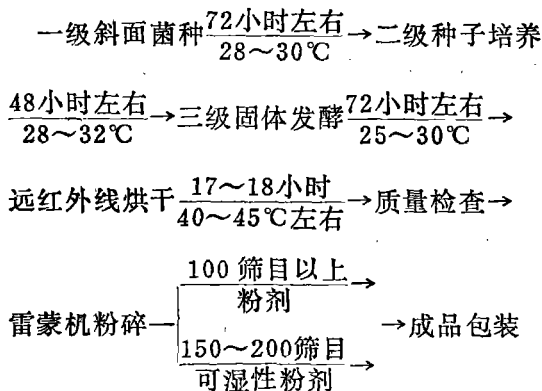 一级斜面菌种 72小时左右 →二级种子培养
28～30℃
48小时左右 →三级固体发酵 72小时左右 →
28～32℃ 25～30℃
远红外线烘干 17～18小时 →质量检查→
40～45℃左右
100筛目以上
粉剂
雷蒙机粉碎— →成品包装
150～200筛目
可湿性粉剂